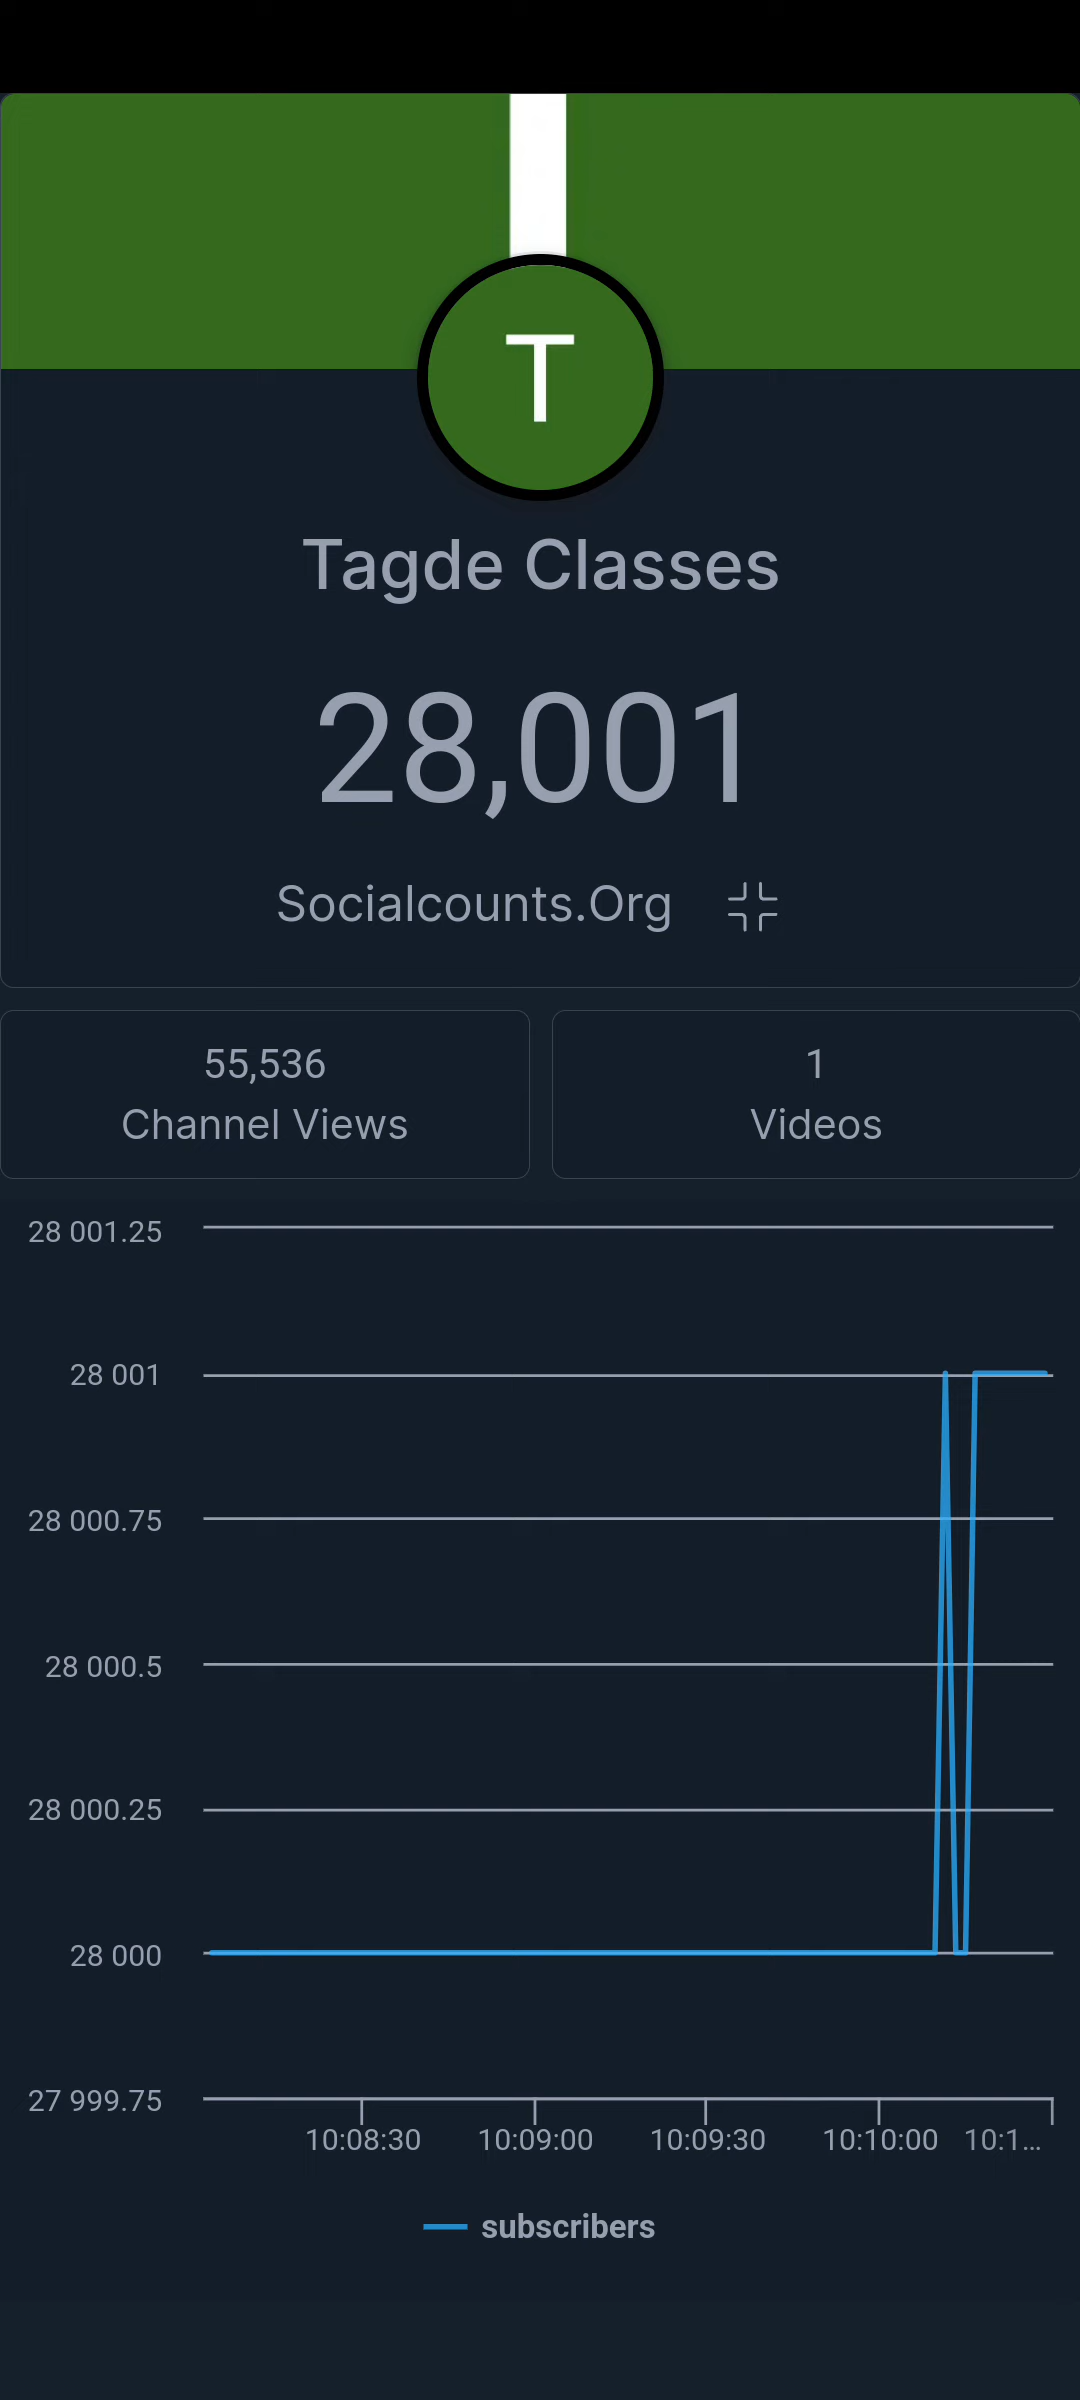 T
Tagde Classes
28,001
Socialcounts.Org
55,536
Channel Views
1
Videos
28 001.25
28 001
28 000.75
28 000.5
28 000.25
28 000
27 999.75
10:08:30 10:09:00 10:09:30 10:10:00 10:1...
subscribers